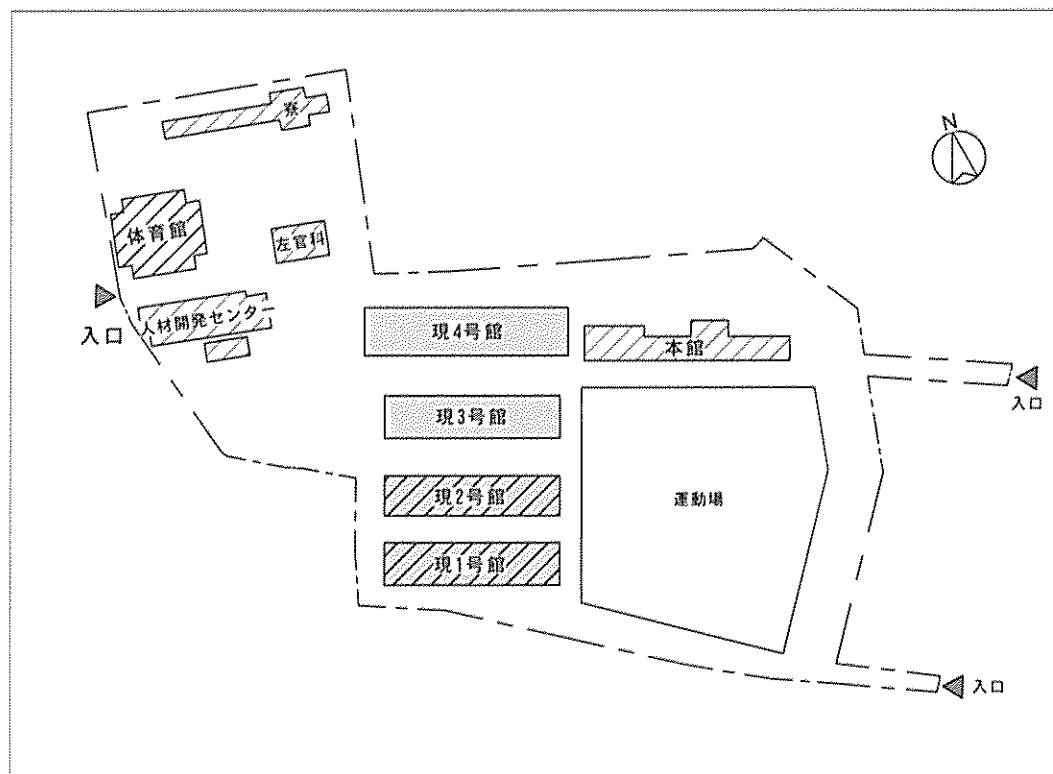 寮
N
体育館
左官科
人材開発センター
入口
現4号館
本館
入口
現3号館
現2号館
運動場
現1号館
入口